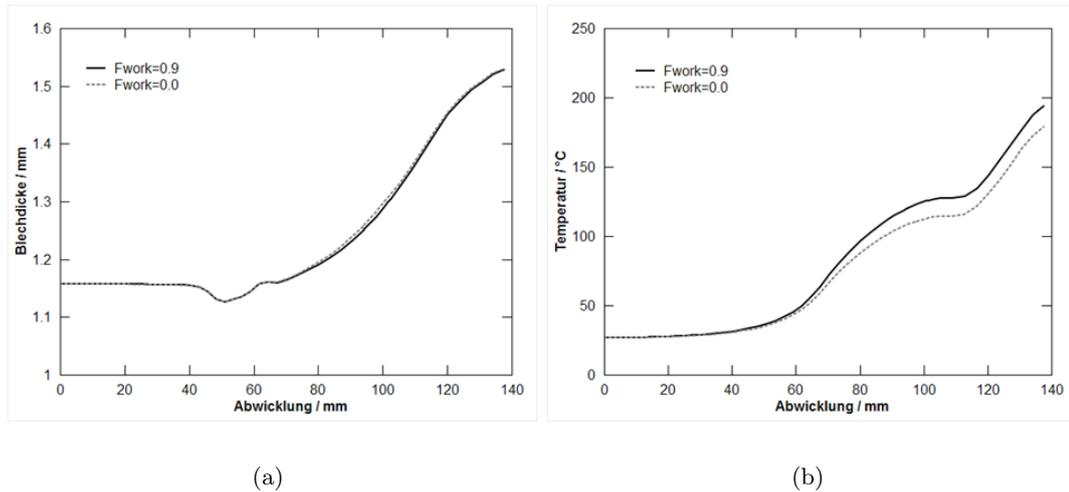 1.6
1.5
1.4
1.3
1.2
1.1
1
Blechdicke / mm
Fwork=0.9
Fwork=0.0
0 20 40 60 80 100 120 140
Abwicklung / mm
(a)
250
200
150
100
50
0
Temperatur / °C
Fwork=0.9
Fwork=0.0
0 20 40 60 80 100 120 140
Abwicklung / mm
(b)